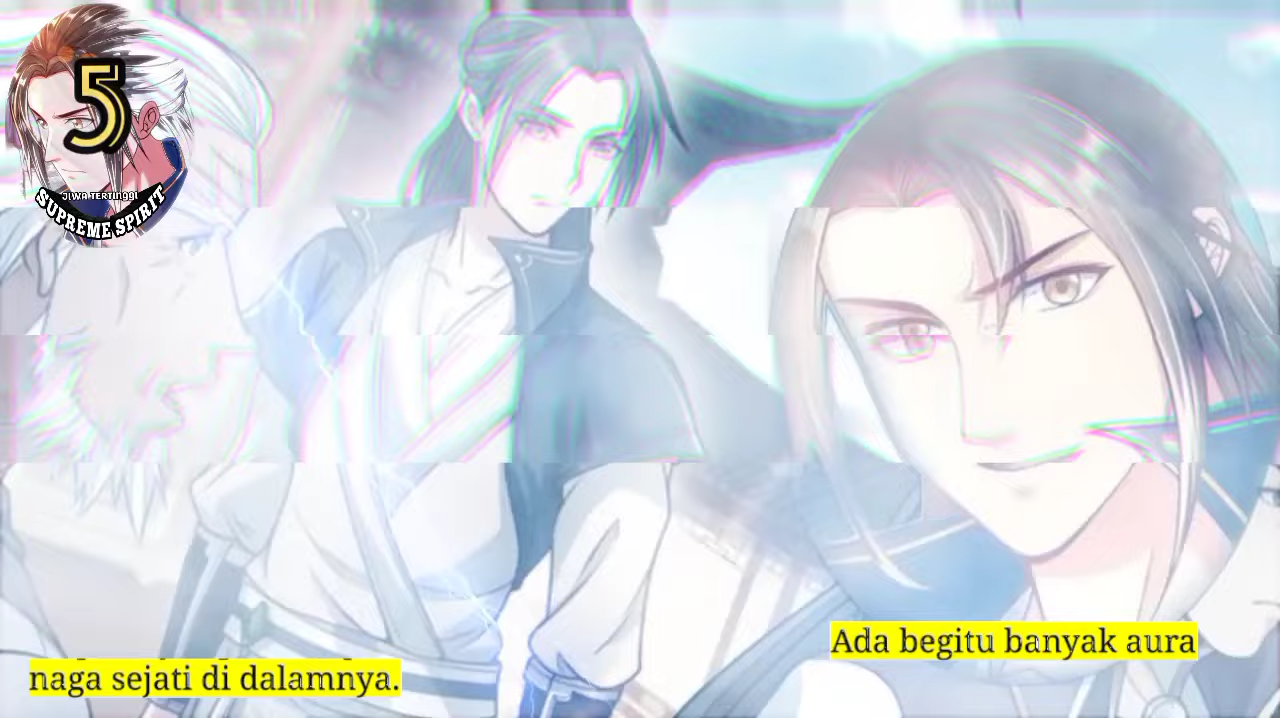 5
JIWA TERTINGGI
SUPREME SPIRIT
Ada begitu banyak aura
naga sejati di dalamnya.